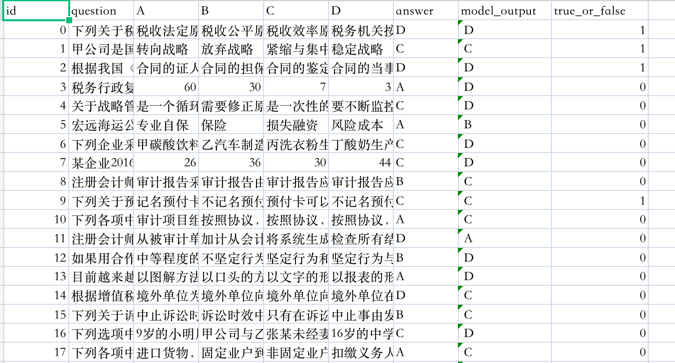 id question A B C D answer model_output true_or_false
0 下列关于税 税收法定原 税收公平原 税收效率原 税务机关按 D D 1
1 甲公司是国 转向战略 放弃战略 紧缩与集中 稳定战略 C C 1
2 根据我国《 合同的证人 合同的担保 合同的鉴定 合同的当事 D D 1
3 税务行政复 60 30 7 3 A D 0
4 关于战略管 是一个循环 需要修正原 是一次性的 要不断监控 C D 0
5 宏远海运公 专业自保 保险 损失融资 风险成本 A B 0
6 下列企业采 甲碳酸饮料 乙汽车制造 丙洗衣粉生 丁酸奶生产 C D 0
7 某企业2016 26 36 30 44 C D 0
8 注册会计师 审计报告采 审计报告由 审计报告应 审计报告应 B C 0
9 下列关于预 记名预付卡 不记名预付 预付卡可以 不记名预付 C C 1
10 下列各项中 审计项目组 按照协议， 按照协议， 按照协议， A C 0
11 注册会计师 从被审计单 加计从会计 将系统生成 检查所有结 D A 0
12 如果用合作 中等程度的 不坚定行为 坚定行为和 坚定行为与 B D 0
13 目前越来越 以图解方法 以口头的方 以文字的形 以报表的形 A D 0
14 根据增值税 境外单位为 境外单位向 境外单位向 境外单位在 D C 0
15 下列关于诉 中止诉讼时 诉讼时效中 只有在诉讼 中止事由发 B C 0
16 下列选项中 9岁的小明 甲公司与乙 张某未经妻 16岁的中学 C D 0
17 下列各项中 进口货物， 固定业户到 非固定业户 扣缴义务人 A C 0